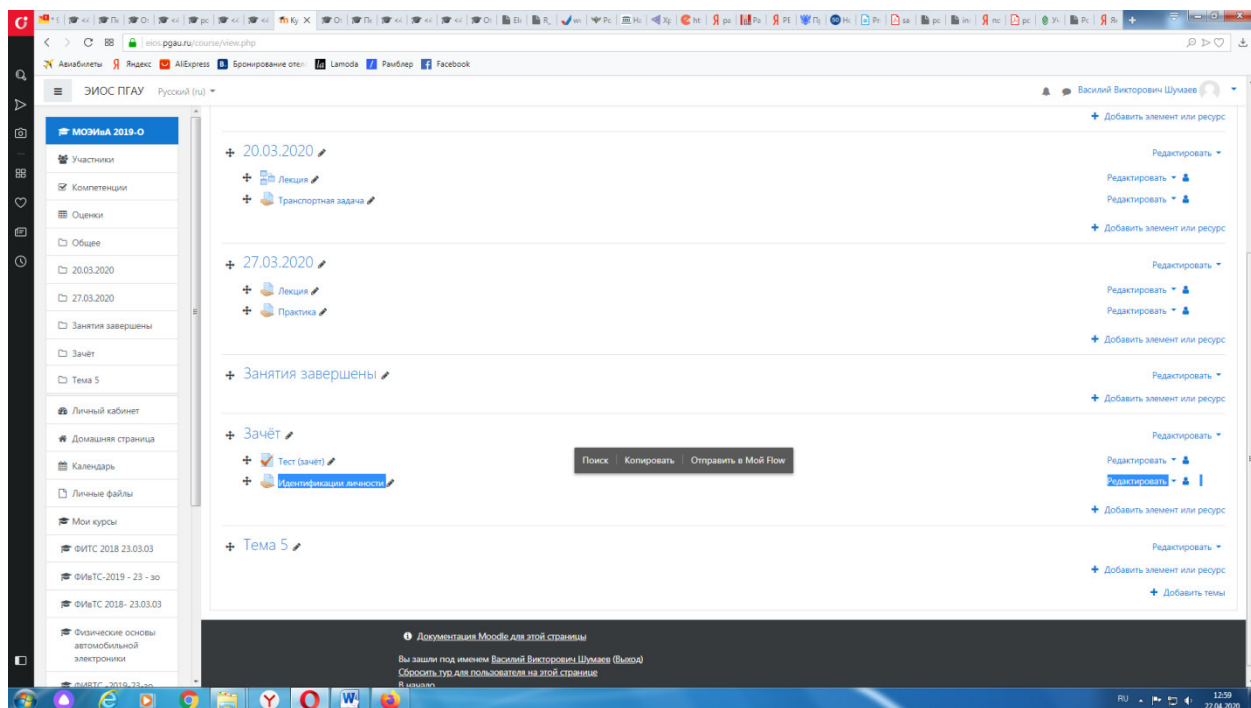 eios.pgau.ru/course/view.php
Авиабилеты Яндекс AliExpress Бронирование отел Lamoda Рамблер Facebook
ЭИОС ПГАУ Русский (ru) Василий Викторович Шумаев
Добавить элемент или ресурс
МОЭИвА 2019-О
Участники
Компетенции
Оценки
Общее
20.03.2020
27.03.2020
Занятия завершены
Зачёт
Тема 5
Личный кабинет
Домашняя страница
Календарь
Личные файлы
Мои курсы
ФИТС 2018 23.03.03
ФИвТС-2019 - 23 - зо
ФИвТС 2018- 23.03.03
Физические основы
автомобильной
электроники
ФИВТС -2019-23-зо
20.03.2020 Редактировать
Лекция Редактировать
Транспортная задача Редактировать
Добавить элемент или ресурс
27.03.2020 Редактировать
Лекция Редактировать
Практика Редактировать
Добавить элемент или ресурс
Занятия завершены Редактировать
Добавить элемент или ресурс
Зачёт Редактировать
Поиск Копировать Отправить в Мой Flow
Тест (зачёт) Редактировать
Идентификации личности Редактировать
Добавить элемент или ресурс
Тема 5 Редактировать
Добавить элемент или ресурс
Добавить темы
Документация Moodle для этой страницы
Вы зашли под именем Василий Викторович Шумаев (Выход)
Сбросить тур для пользователя на этой странице
В начало
RU 12:59
22.04.2020